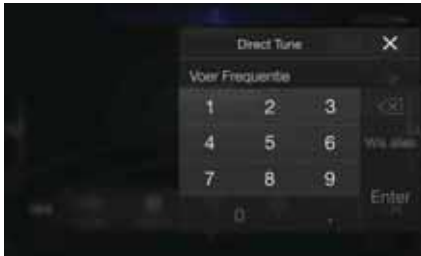 Direct Tune
Voer Frequentie
1 2 3
4 5 6
Wis alles
7 8 9
Enter
0 .